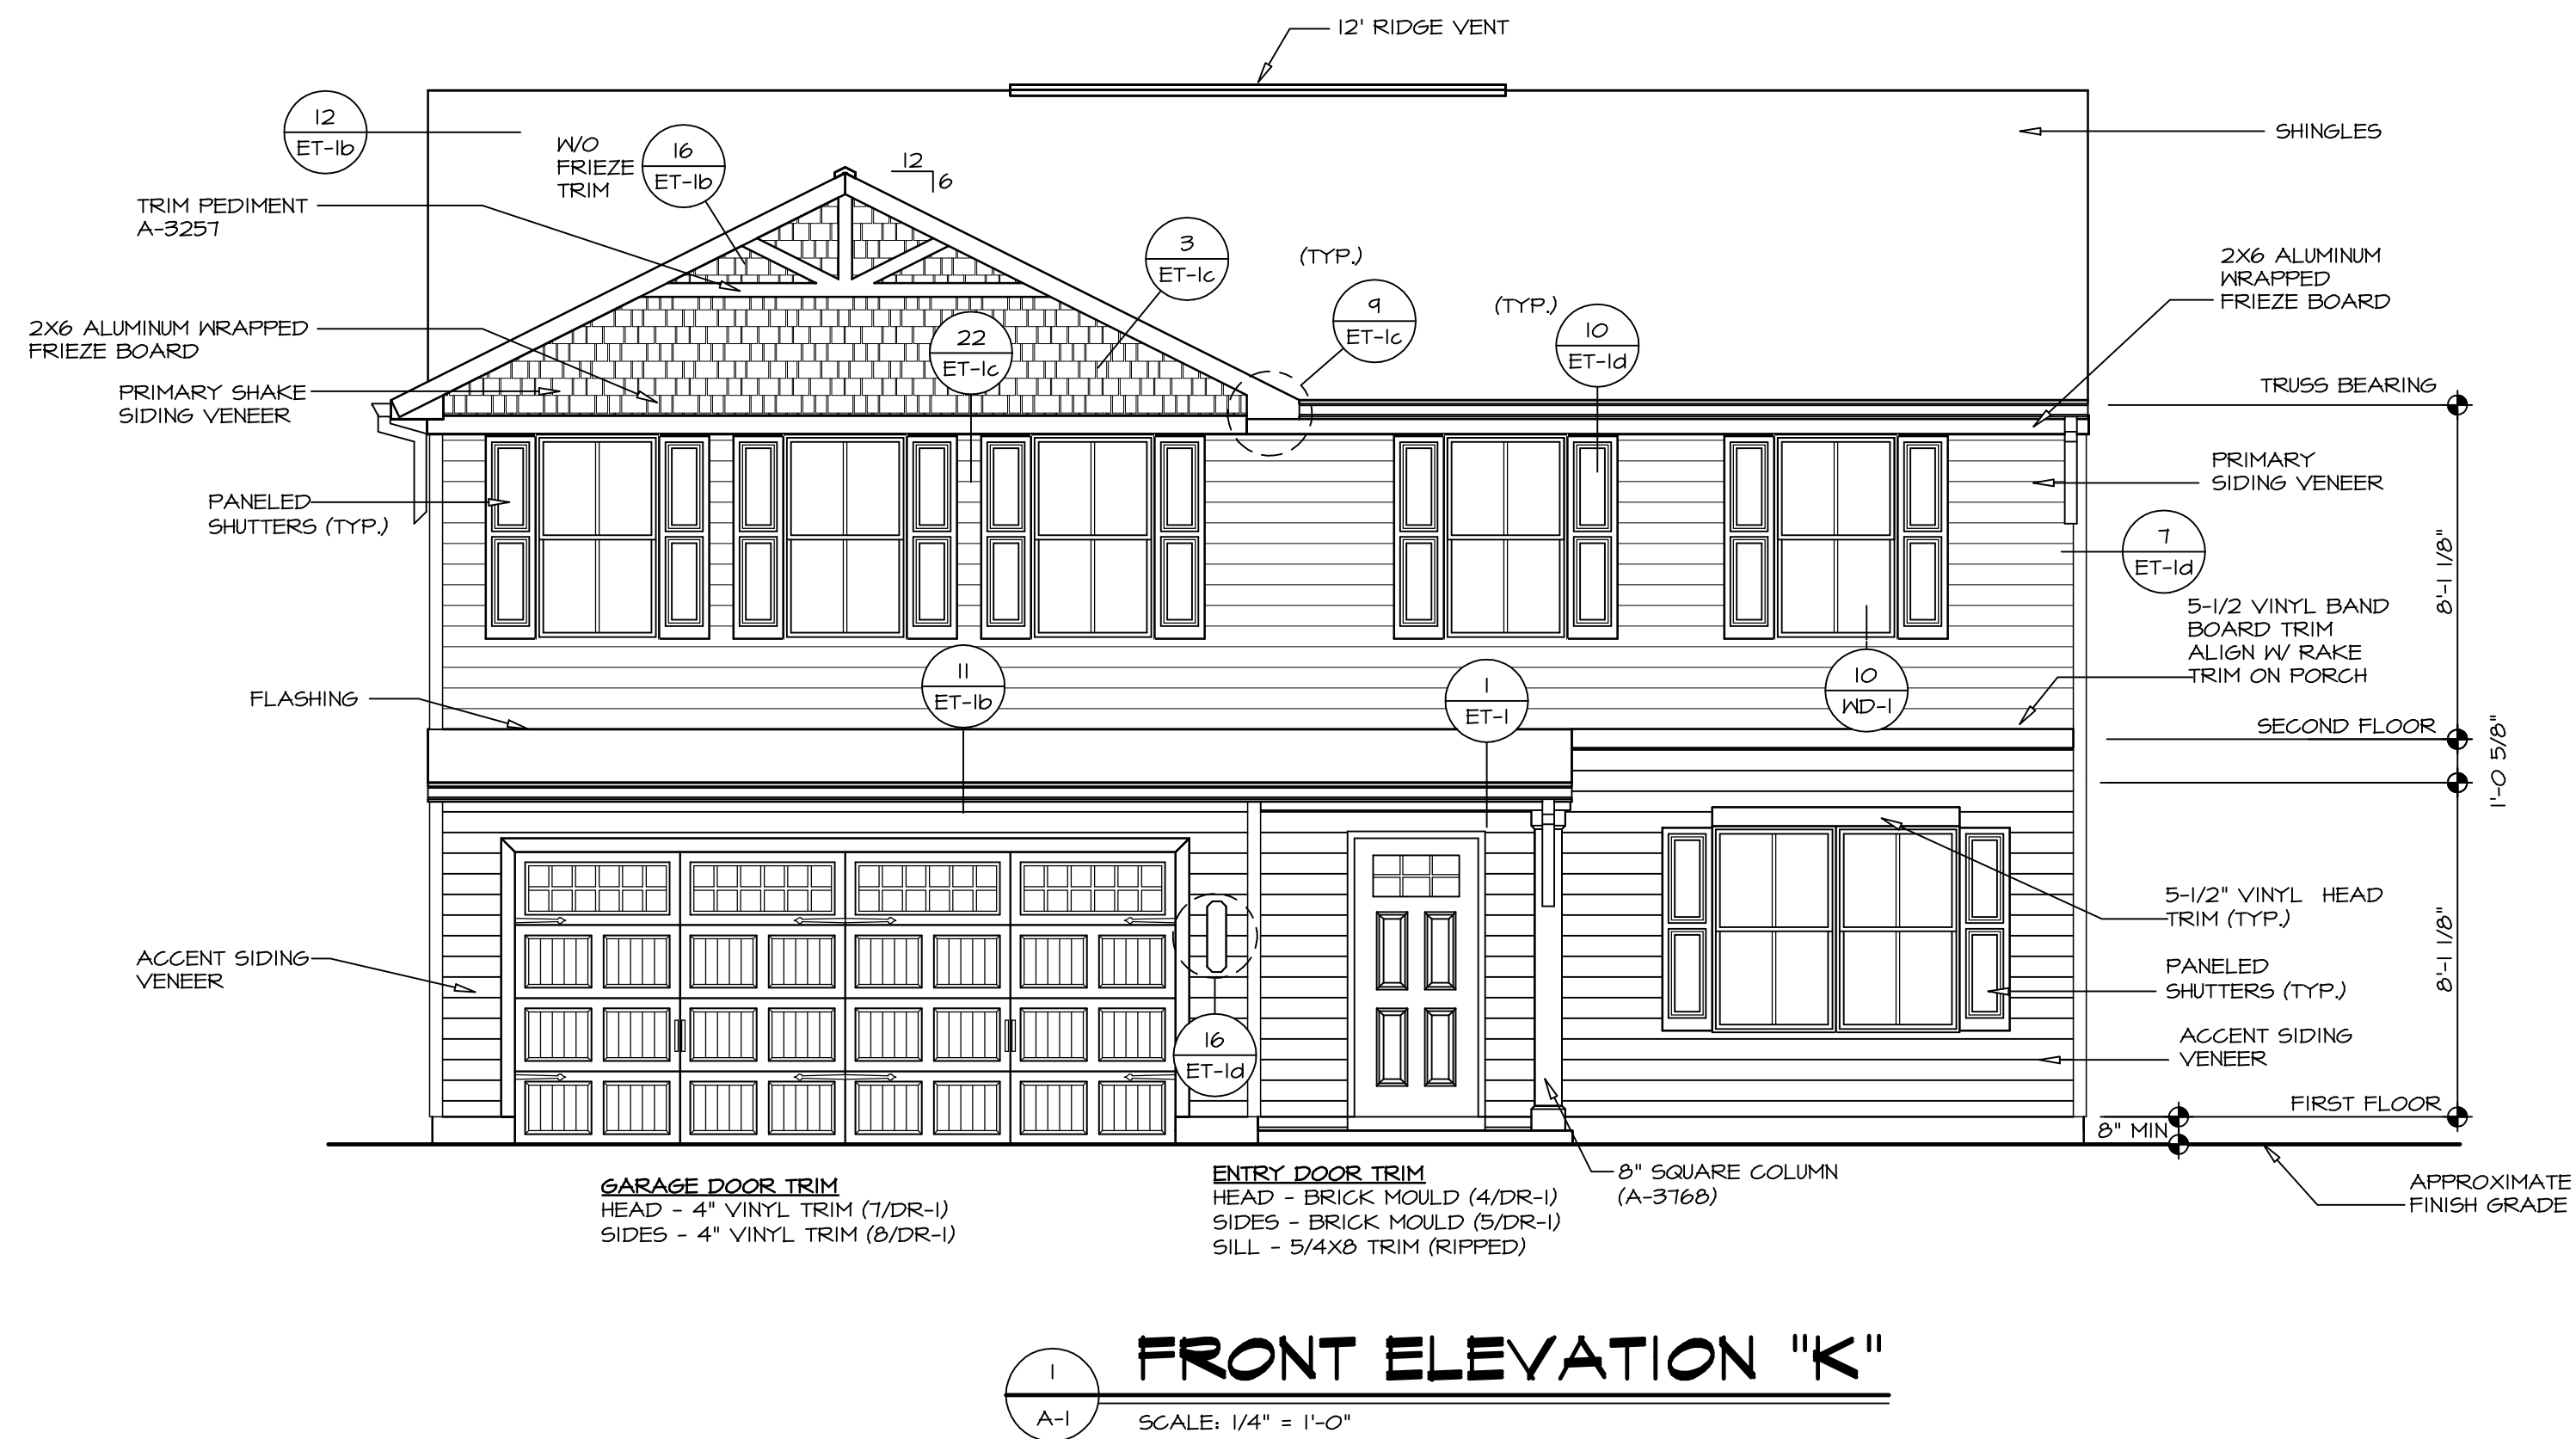 12' RIDGE VENT
12
ET-1b
W/O
FRIEZE
TRIM
16
ET-1b
12
6
SHINGLES
TRIM PEDIMENT
A-3257
3
ET-1c
(TYP.)
9
ET-1c
(TYP.)
10
ET-1d
2X6 ALUMINUM
WRAPPED
FRIEZE BOARD
2X6 ALUMINUM WRAPPED
FRIEZE BOARD
22
ET-1c
PRIMARY SHAKE
SIDING VENEER
TRUSS BEARING
PANELED
SHUTTERS (TYP.)
PRIMARY
SIDING VENEER
7
ET-1d
8'-1 1/8"
5-1/2 VINYL BAND
BOARD TRIM
ALIGN W/ RAKE
TRIM ON PORCH
FLASHING
11
ET-1b
1
ET-1
10
WD-1
SECOND FLOOR
1'-0 5/8"
5-1/2" VINYL HEAD
TRIM (TYP.)
ACCENT SIDING
VENEER
PANELED
SHUTTERS (TYP.)
8'-1 1/8"
16
ET-1d
ACCENT SIDING
VENEER
FIRST FLOOR
8" MIN
GARAGE DOOR TRIM
HEAD - 4" VINYL TRIM (7/DR-1)
SIDES - 4" VINYL TRIM (8/DR-1)
ENTRY DOOR TRIM
HEAD - BRICK MOULD (4/DR-1)
SIDES - BRICK MOULD (5/DR-1)
SILL - 5/4X8 TRIM (RIPPED)
8" SQUARE COLUMN
(A-3768)
APPROXIMATE
FINISH GRADE
1
A-1
FRONT ELEVATION "K"
SCALE: 1/4" = 1'-0"